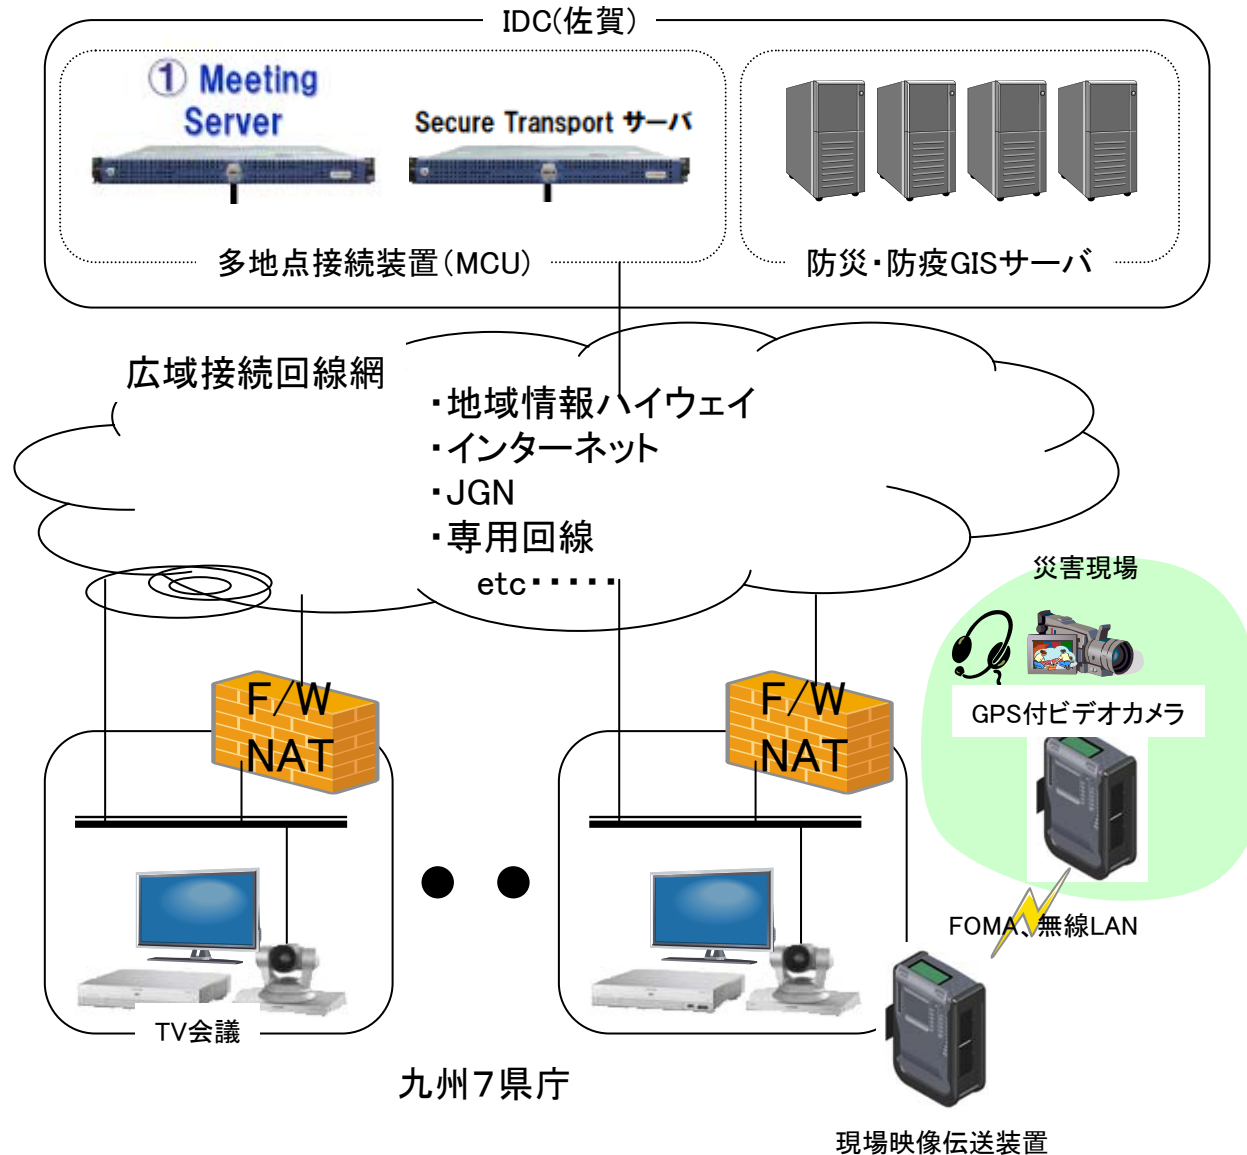 IDC(佐賀)
① Meeting
Server
Secure Transport サーバ
多地点接続装置(MCU)
防災・防疫GISサーバ
広域接続回線網
・地域情報ハイウェイ
・インターネット
・JGN
・専用回線
etc・・・・・
災害現場
GPS付ビデオカメラ
F/W
NAT
F/W
NAT
FOMA、無線LAN
TV会議
九州7県庁
現場映像伝送装置